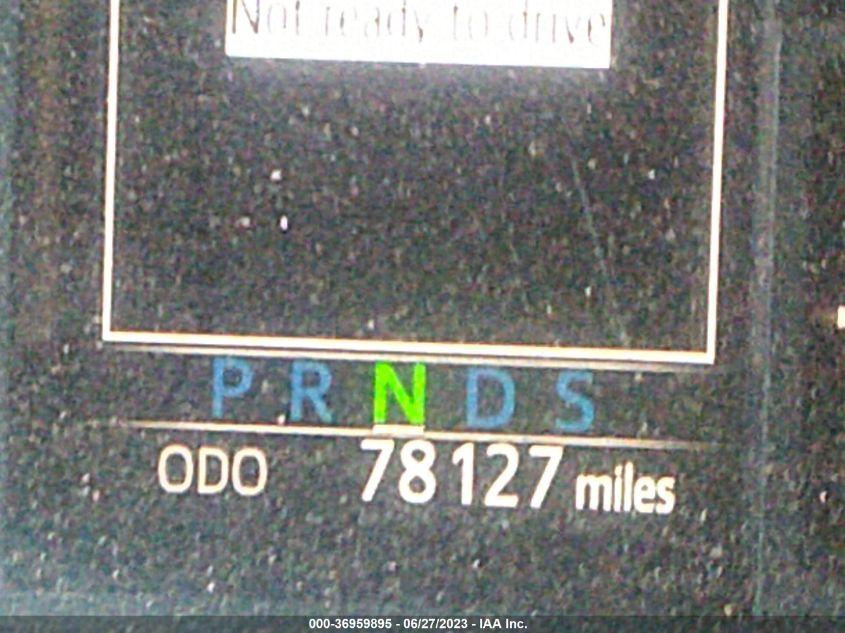 Not ready to drive
P R N D S
ODO 78127 miles
000-36959895 - 06/27/2023 - IAA Inc.